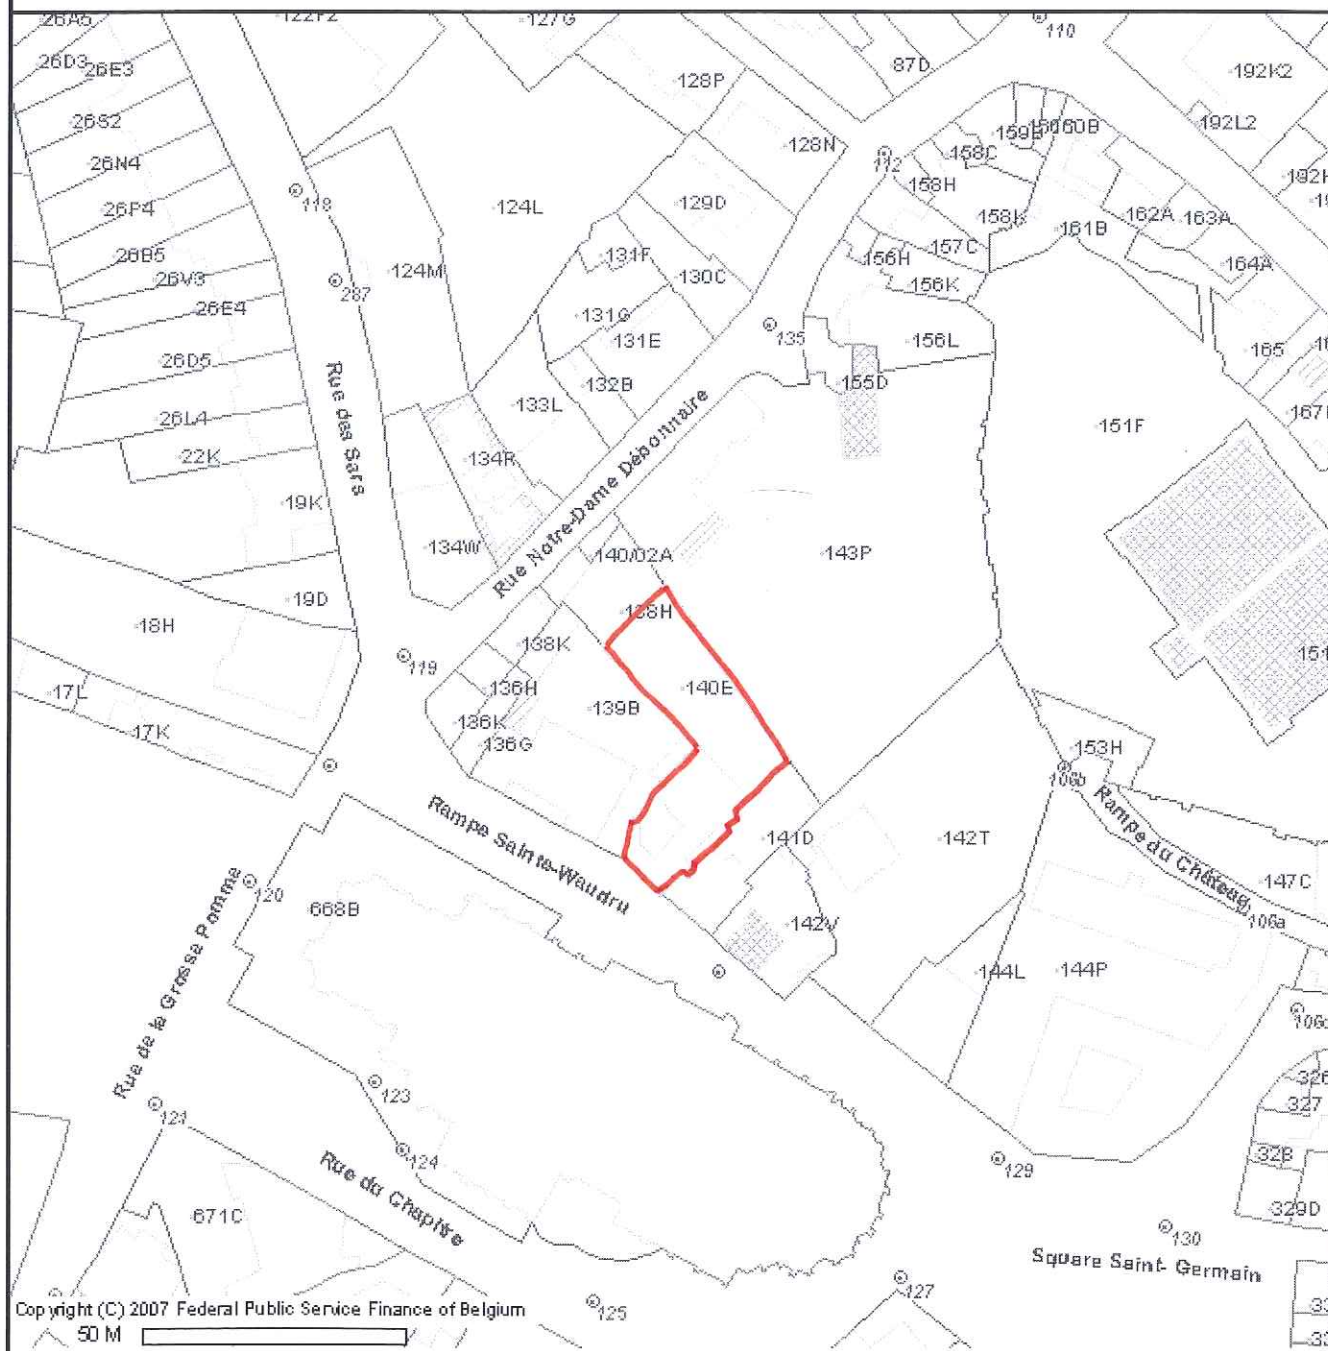 26A5
122F2
127G
110
26D3
26E3
128P
87D
192K2
26S2
128N
159B
160B
192L2
26N4
112
158C
118
158H
26P4
124L
129D
158K
161B
162A
163A
26B5
131F
157C
26V3
124M
130C
156H
164A
287
156K
26E4
131G
131E
135
156L
165
26D5
132B
155D
26L4
133L
151F
22K
134R
Rue des Sars
19K
134W
Rue Notre-Dame Débonnaire
140/02A
143P
19D
138H
18H
138K
119
136H
140E
17L
139B
136K
17K
136G
153H
106b
Rampe du Château
Rampe Sainte-Waudru
141D
142T
147C
120
668B
142V
106a
Rue de la Grosse Pomme
144L
144P
123
121
327
124
328
129
Rue du Chapitre
671C
329D
130
Square Saint-Germain
127
125
Copyright (C) 2007 Federal Public Service Finance of Belgium
50 M